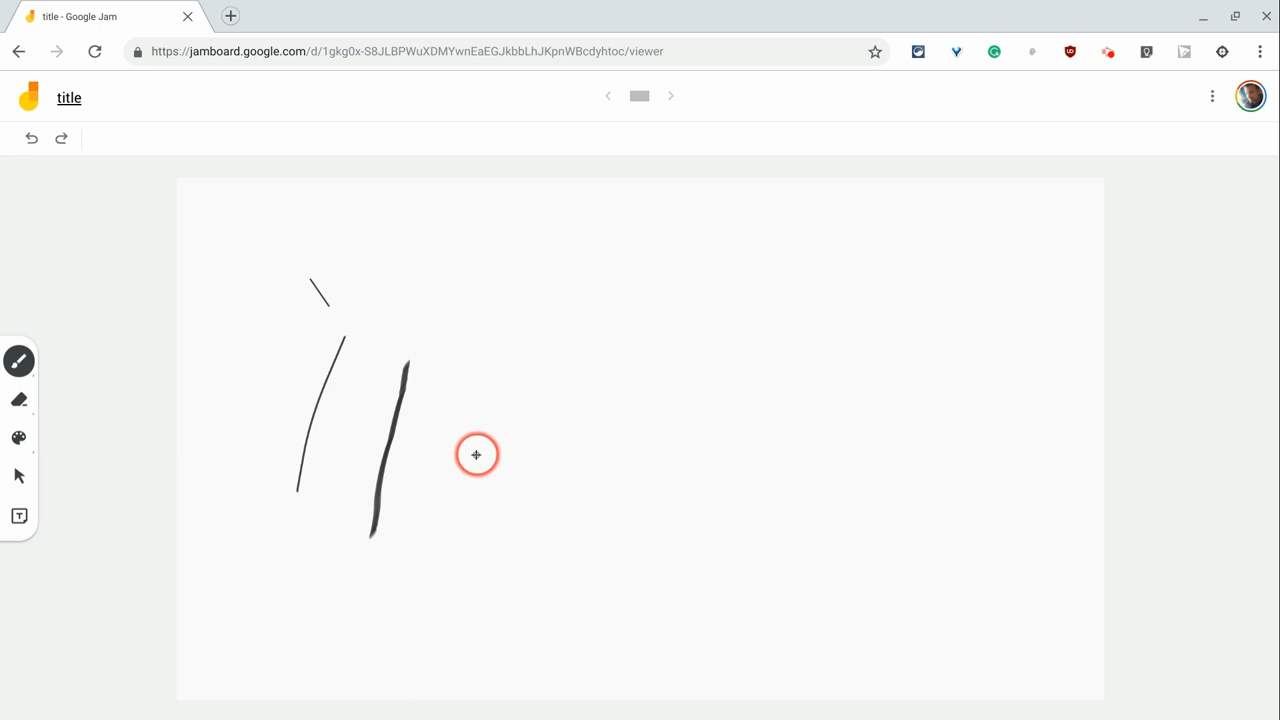 title - Google Jam
https://jamboard.google.com/d/1gkg0x-S8JLBPWuXDMYwnEaEGJkbbLhJKpnWBcdyhtoc/viewer
title